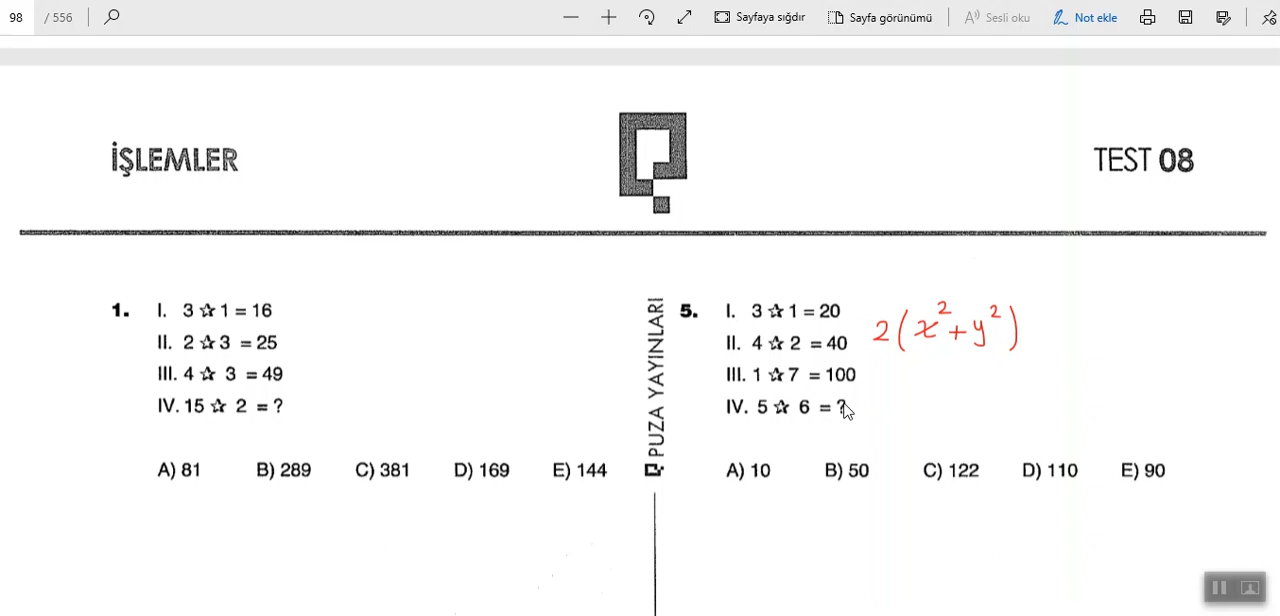 98 / 556 Sayfaya sığdır Sayfa görünümü Sesli oku Not ekle
İŞLEMLER
TEST 08
1. I. 3 ☆ 1 = 16
II. 2 ☆ 3 = 25
III. 4 ☆ 3 = 49
IV. 15 ☆ 2 = ?
A) 81 B) 289 C) 381 D) 169 E) 144
PUZA YAYINLARI
5. I. 3 ☆ 1 = 20
II. 4 ☆ 2 = 40
III. 1 ☆ 7 = 100
IV. 5 ☆ 6 = ?
2(x²+y²)
A) 10 B) 50 C) 122 D) 110 E) 90